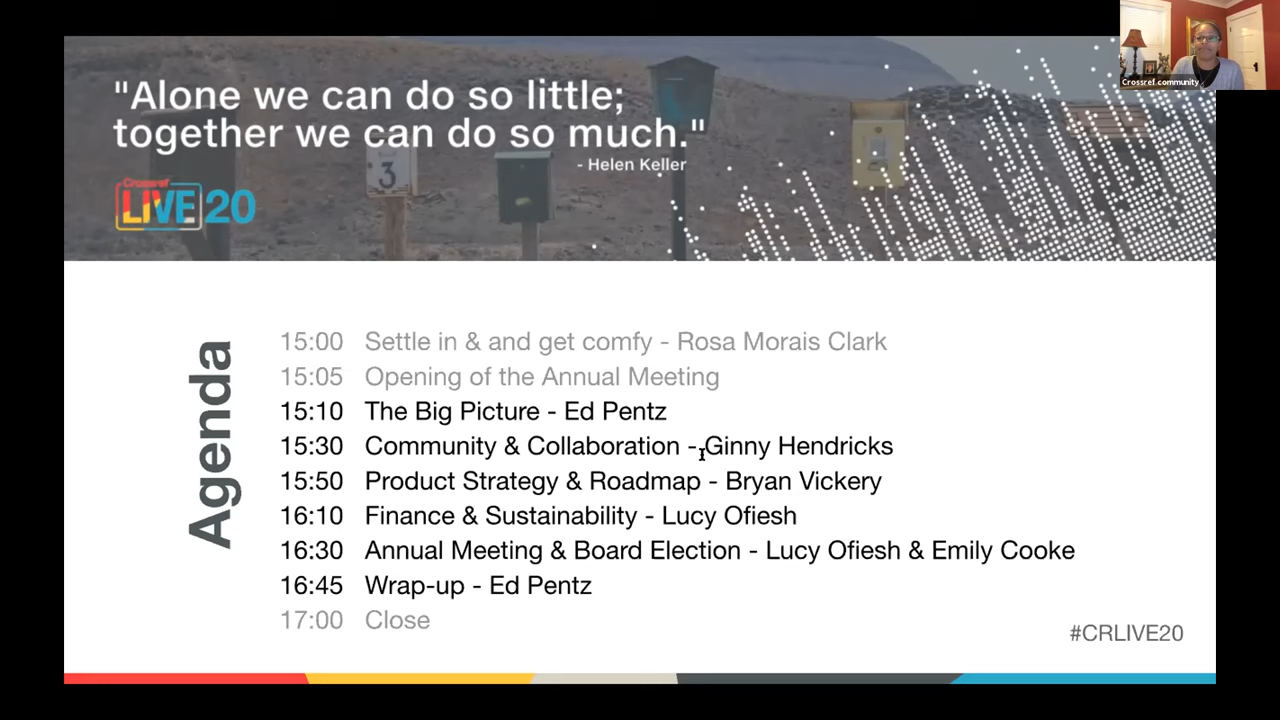 "Alone we can do so little;
together we can do so much."
- Helen Keller
3
Crossref
LIVE20
Crossref community
Agenda
15:00 Settle in & and get comfy - Rosa Morais Clark
15:05 Opening of the Annual Meeting
15:10 The Big Picture - Ed Pentz
15:30 Community & Collaboration - Ginny Hendricks
15:50 Product Strategy & Roadmap - Bryan Vickery
16:10 Finance & Sustainability - Lucy Ofiesh
16:30 Annual Meeting & Board Election - Lucy Ofiesh & Emily Cooke
16:45 Wrap-up - Ed Pentz
17:00 Close
#CRLIVE20